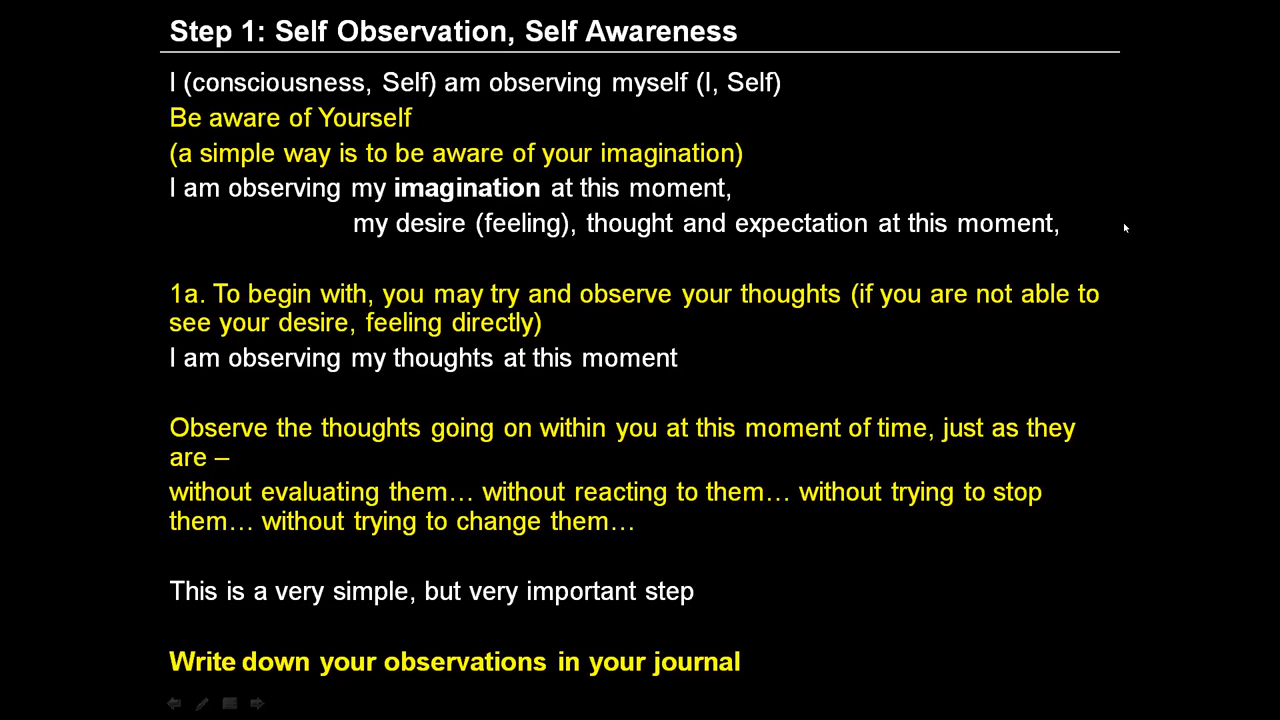 Step 1: Self Observation, Self Awareness
I (consciousness, Self) am observing myself (I, Self)
Be aware of Yourself
(a simple way is to be aware of your imagination)
I am observing my imagination at this moment,
my desire (feeling), thought and expectation at this moment,
1a. To begin with, you may try and observe your thoughts (if you are not able to
see your desire, feeling directly)
I am observing my thoughts at this moment
Observe the thoughts going on within you at this moment of time, just as they
are –
without evaluating them… without reacting to them… without trying to stop
them… without trying to change them…
This is a very simple, but very important step
Write down your observations in your journal